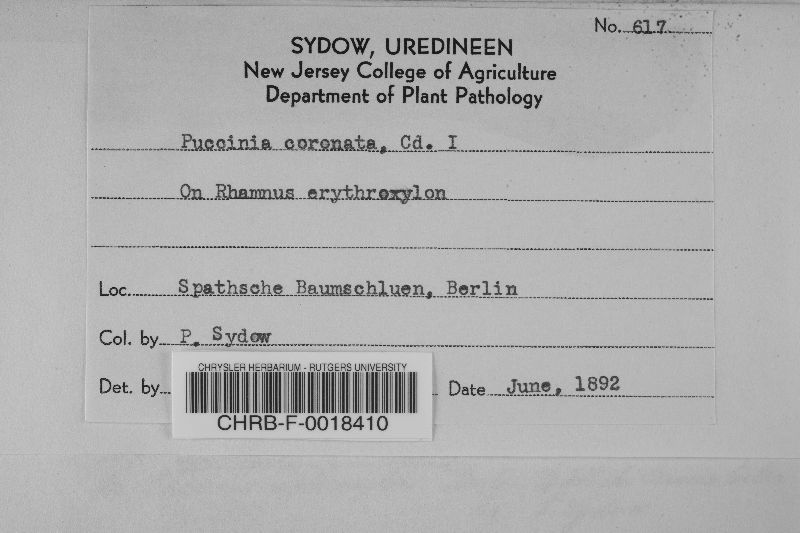 No. 617
SYDOW, UREDINEEN
New Jersey College of Agriculture
Department of Plant Pathology
Puccinia coronata, Cd. I
On Rhamnus erythroxylon
Loc. Spathsche Baumschluen, Berlin
Col. by P. Sydow
Det. by
Date June, 1892
CHRYSLER HERBARIUM - RUTGERS UNIVERSITY
CHRB-F-0018410